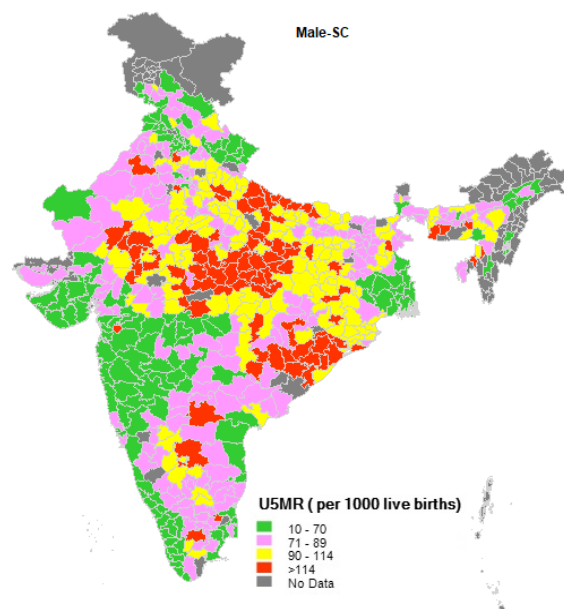 Male-SC
U5MR ( per 1000 live births)
10 - 70
71 - 89
90 - 114
>114
No Data